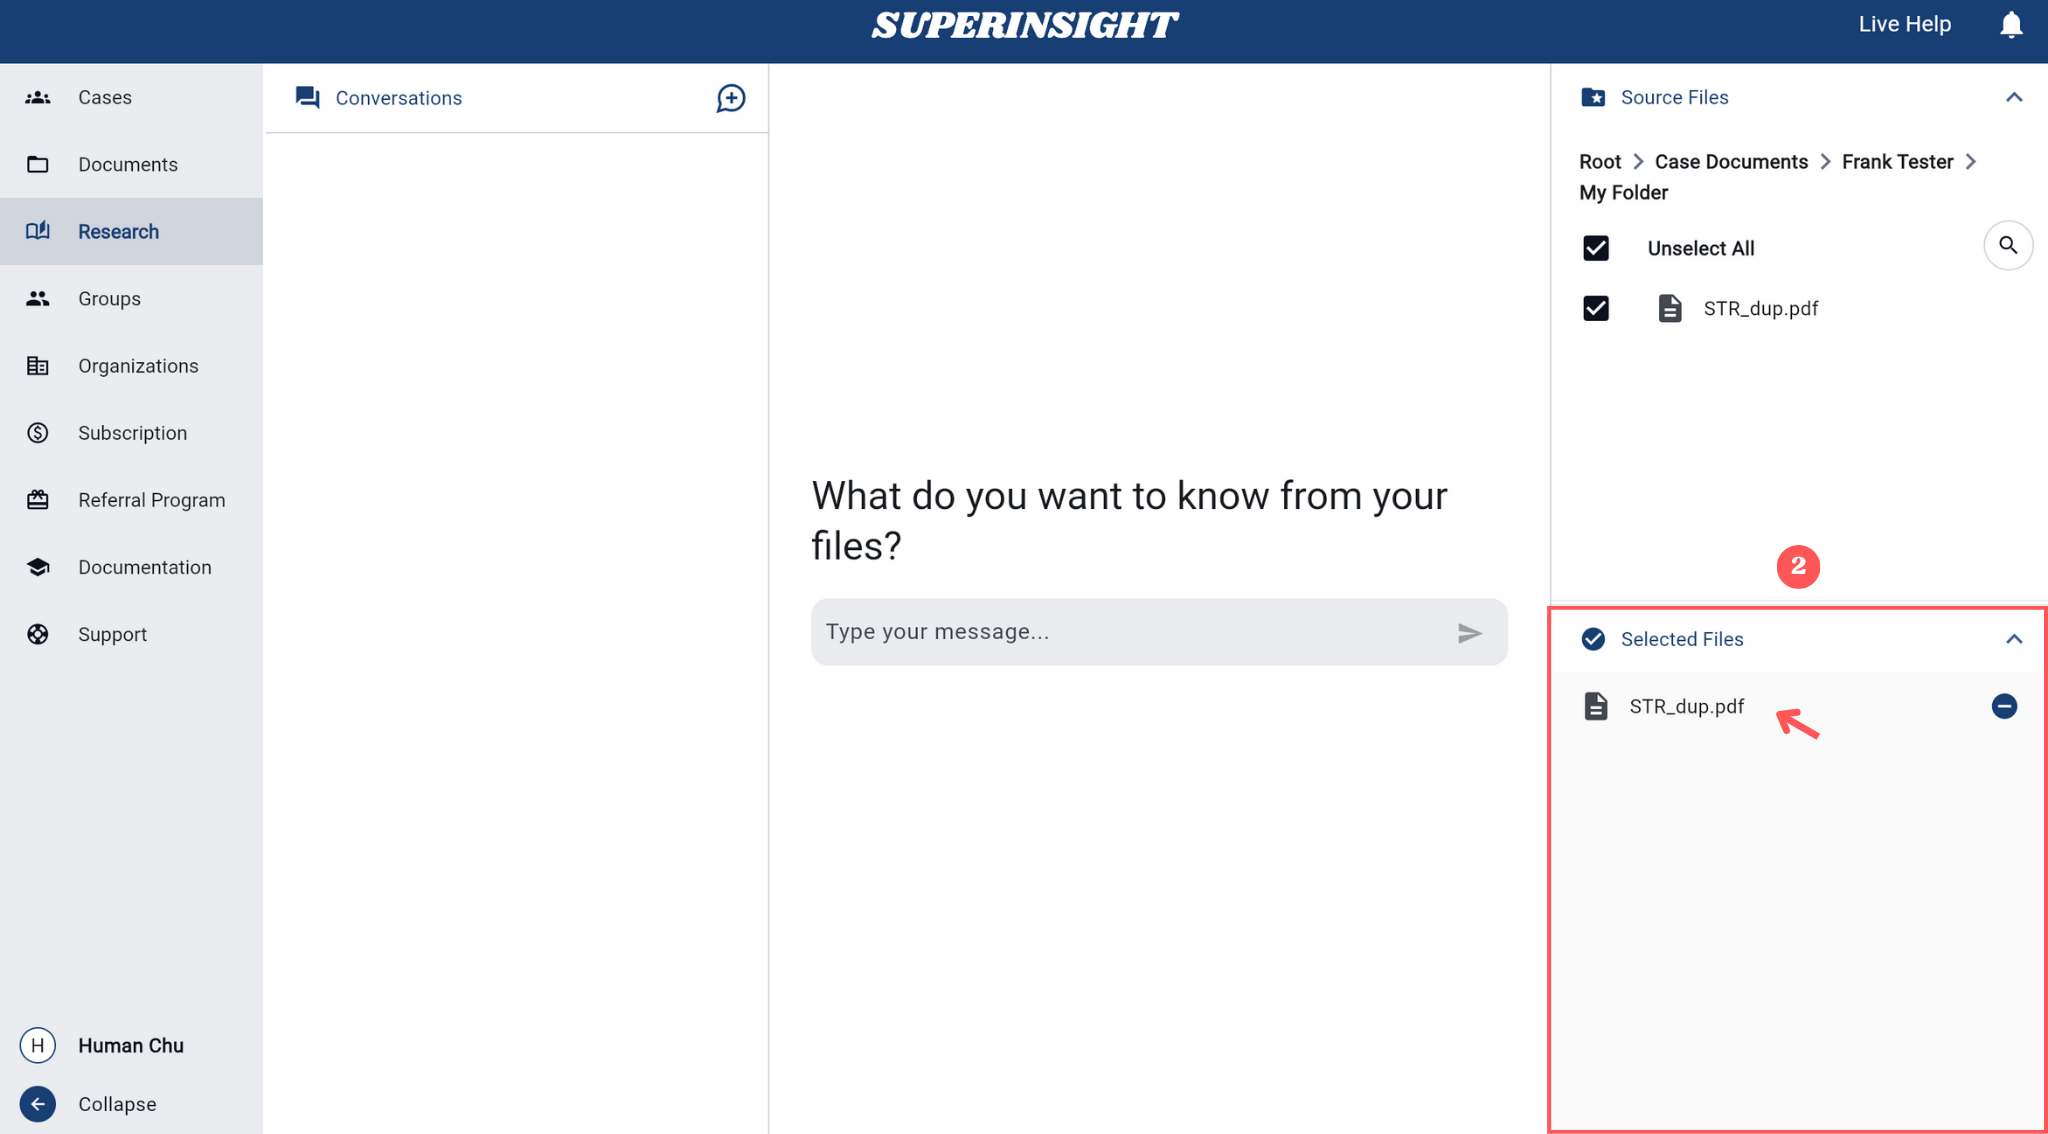 SUPERINSIGHT
Live Help
Cases
Documents
Research
Groups
Organizations
Subscription
Referral Program
Documentation
Support
H Human Chu
Collapse
Conversations
What do you want to know from your
files?
Type your message...
Source Files
Root > Case Documents > Frank Tester >
My Folder
Unselect All
STR_dup.pdf
2
Selected Files
STR_dup.pdf